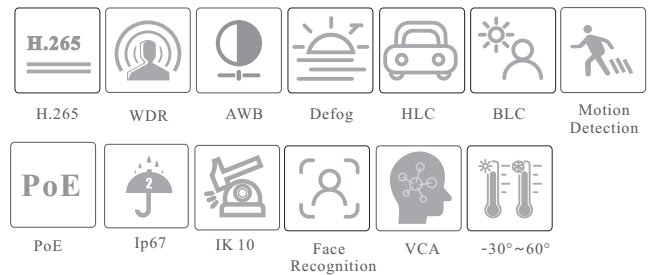 H.265
H.265 WDR AWB Defog HLC BLC Motion
Detection
PoE 2
PoE Ip67 IK 10 Face VCA -30°~60°
Recognition